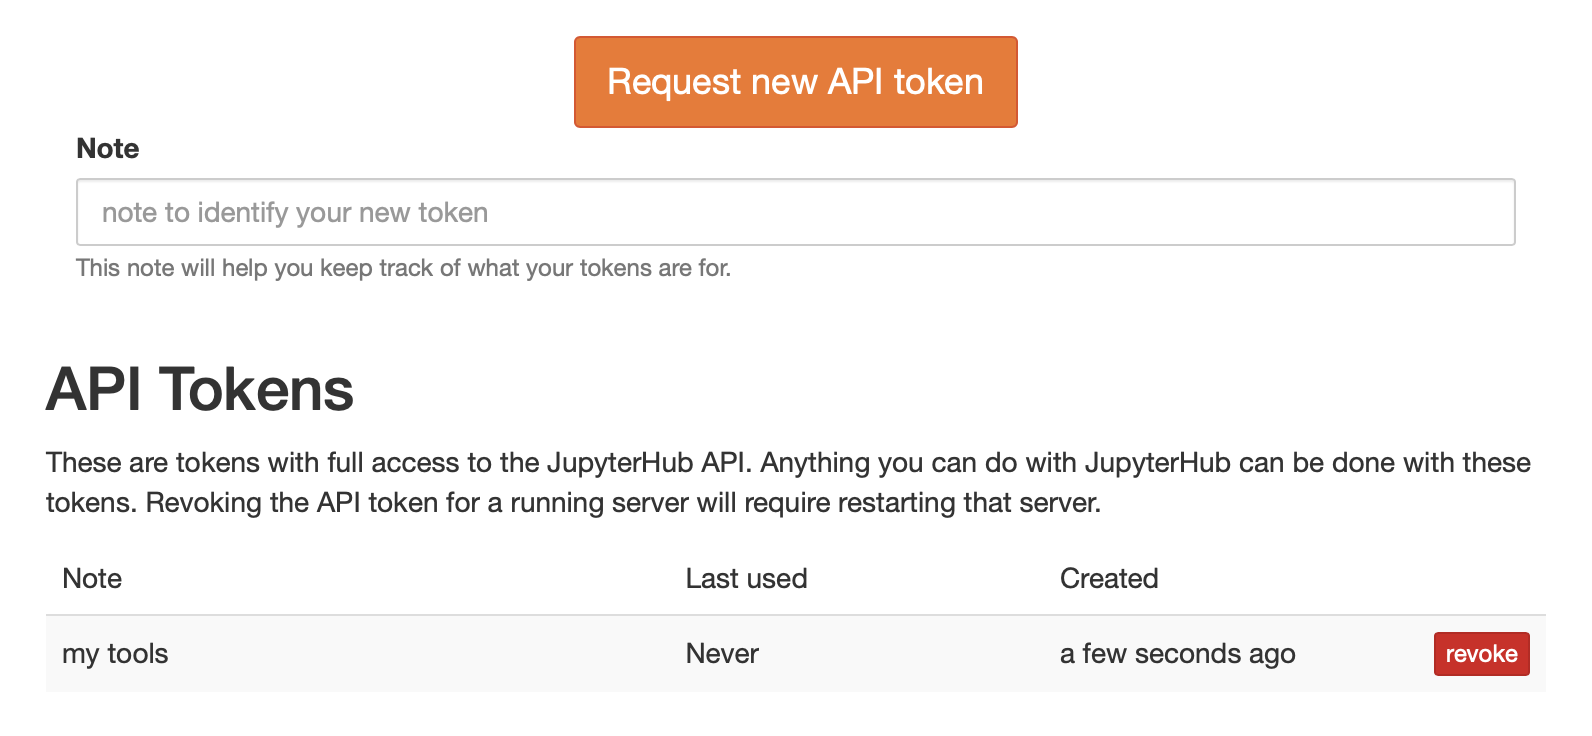 Request new API token
Note
note to identify your new token
This note will help you keep track of what your tokens are for.
API Tokens
These are tokens with full access to the JupyterHub API. Anything you can do with JupyterHub can be done with these
tokens. Revoking the API token for a running server will require restarting that server.
Note Last used Created
my tools Never a few seconds ago revoke